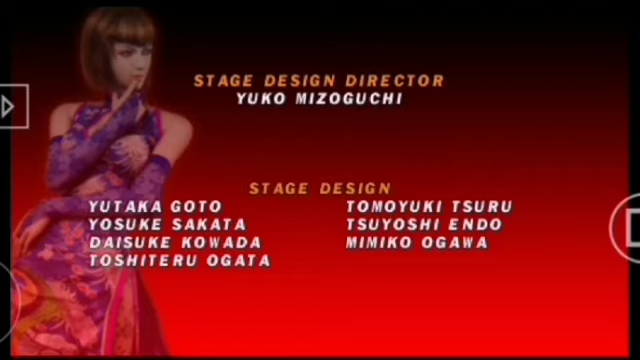 STAGE DESIGN DIRECTOR
YUKO MIZOGUCHI
STAGE DESIGN
YUTAKA GOTO
YOSUKE SAKATA
DAISUKE KOWADA
TOSHITERU OGATA
TOMOYUKI TSURU
TSUYOSHI ENDO
MIMIKO OGAWA